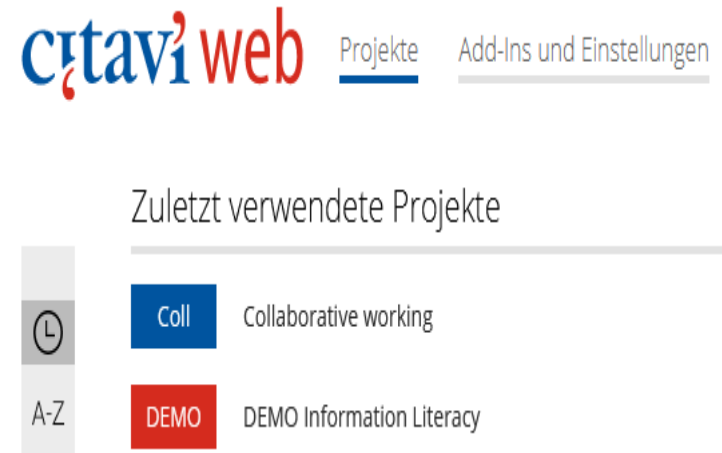 citavi web Projekte Add-Ins und Einstellungen
Zuletzt verwendete Projekte
Coll Collaborative working
A-Z DEMO DEMO Information Literacy